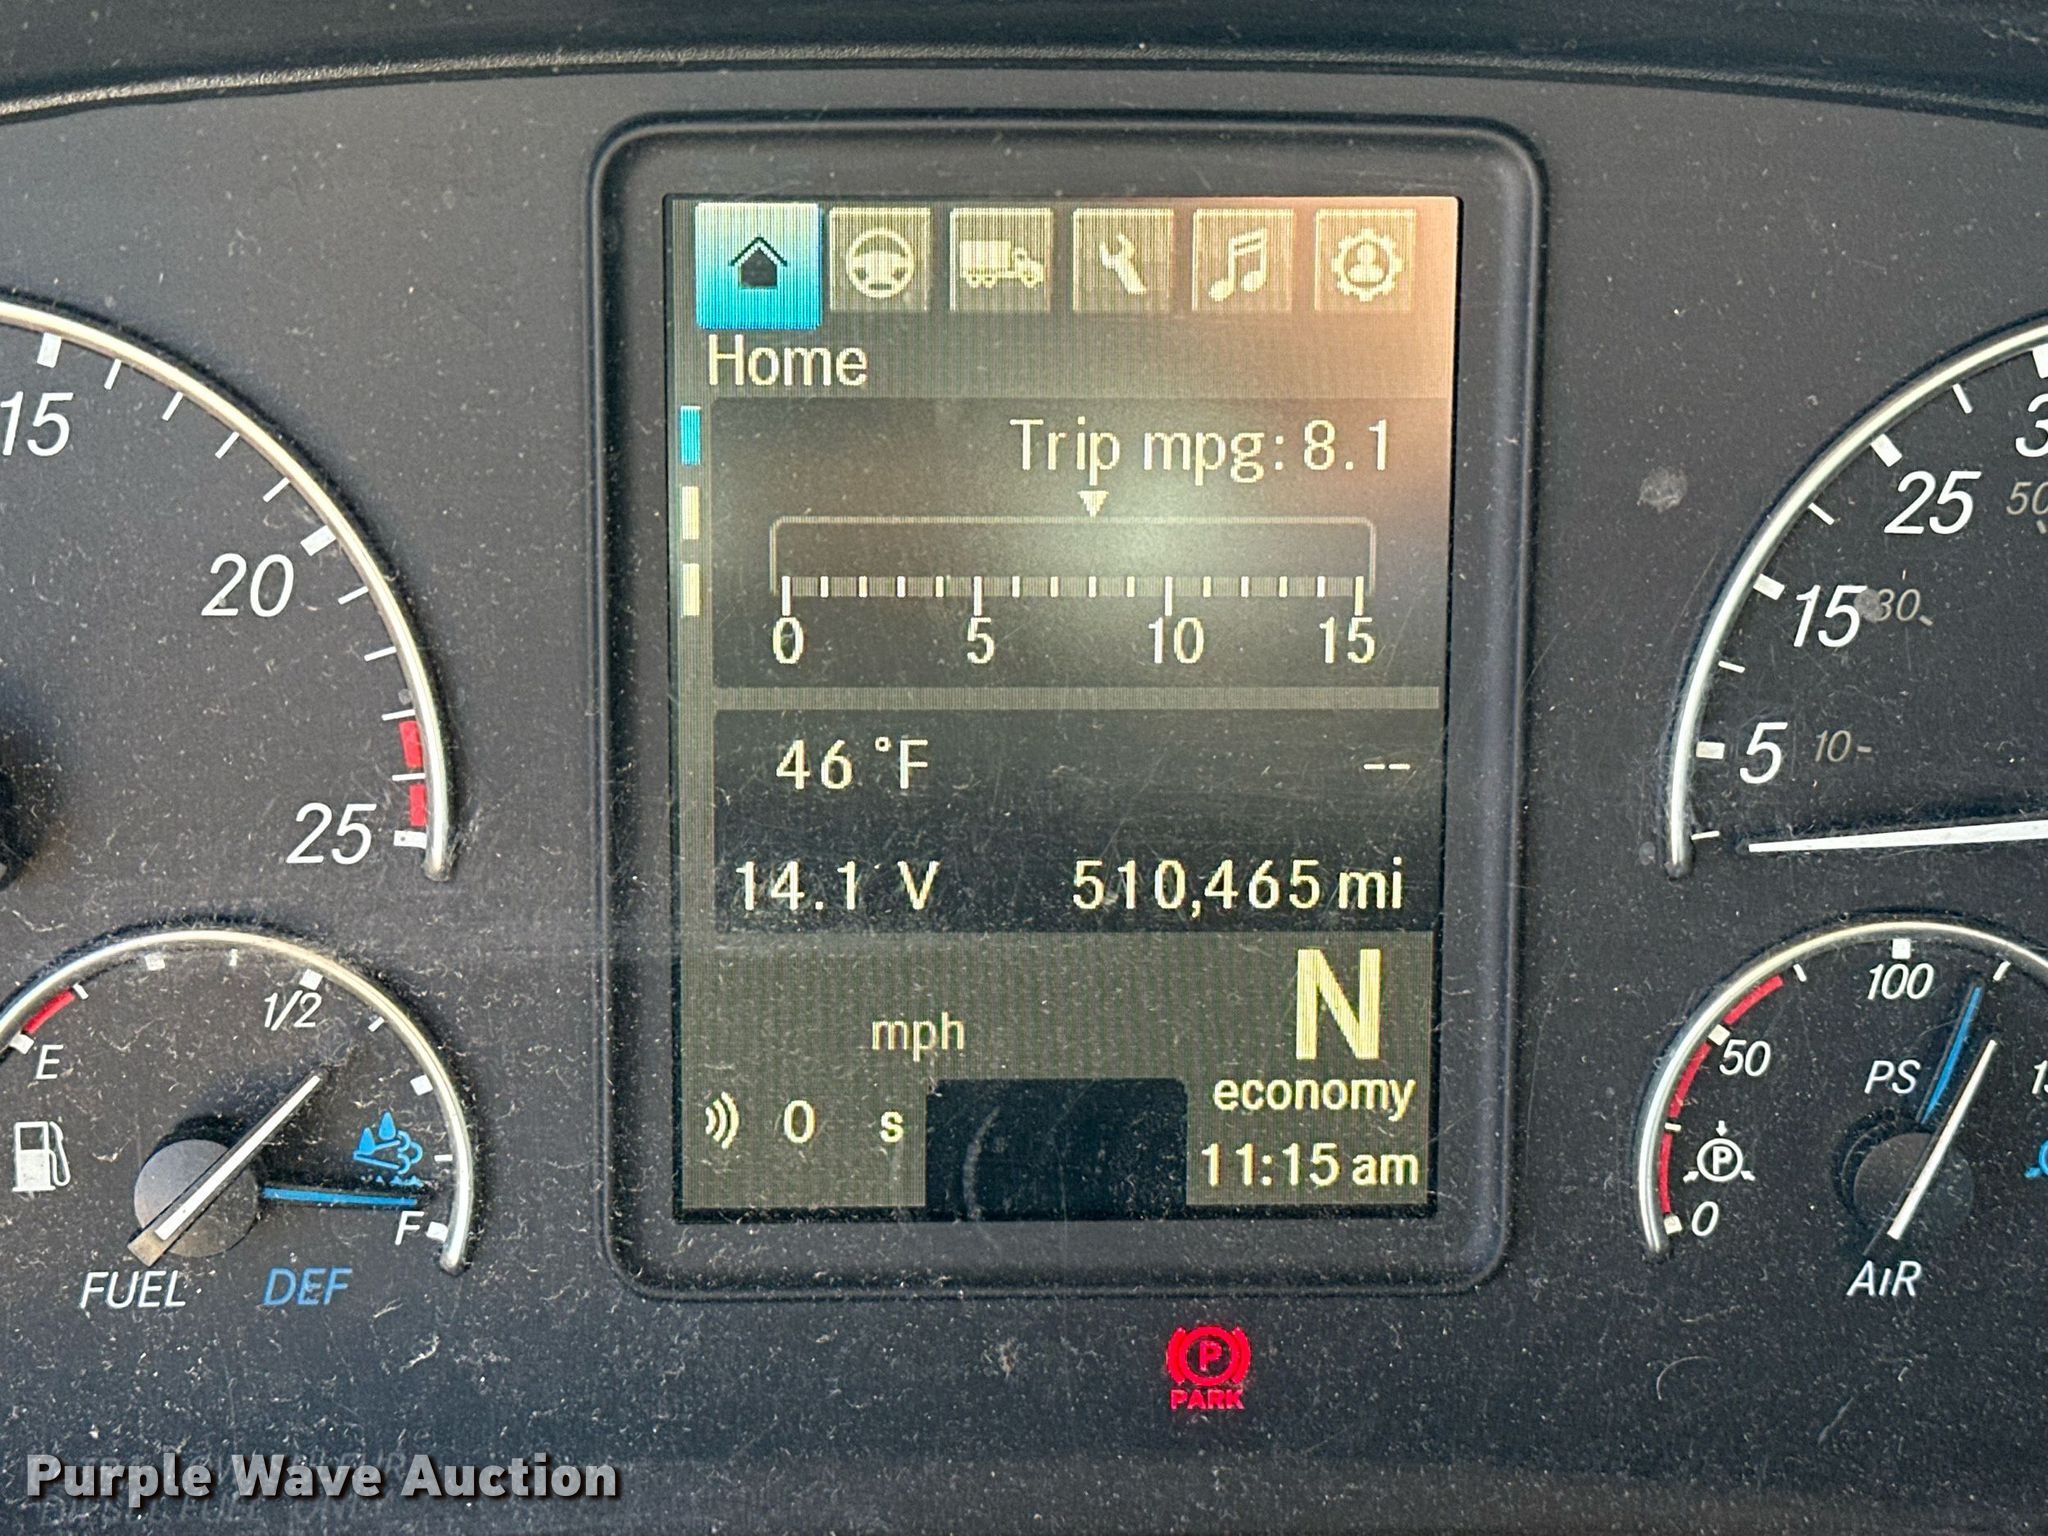 Home
Trip mpg: 8.1
0 5 10 15
46 °F --
14.1 V 510,465 mi
N
mph
economy
0 s
11:15 am
15
20
25
E
1/2
F
FUEL DEF
25
50
15
30
5
10
100
50
PS
P
0
AIR
P
PARK
Purple Wave Auction